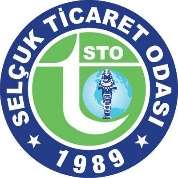 SELÇUK TİCARET ODASI
STO
1989